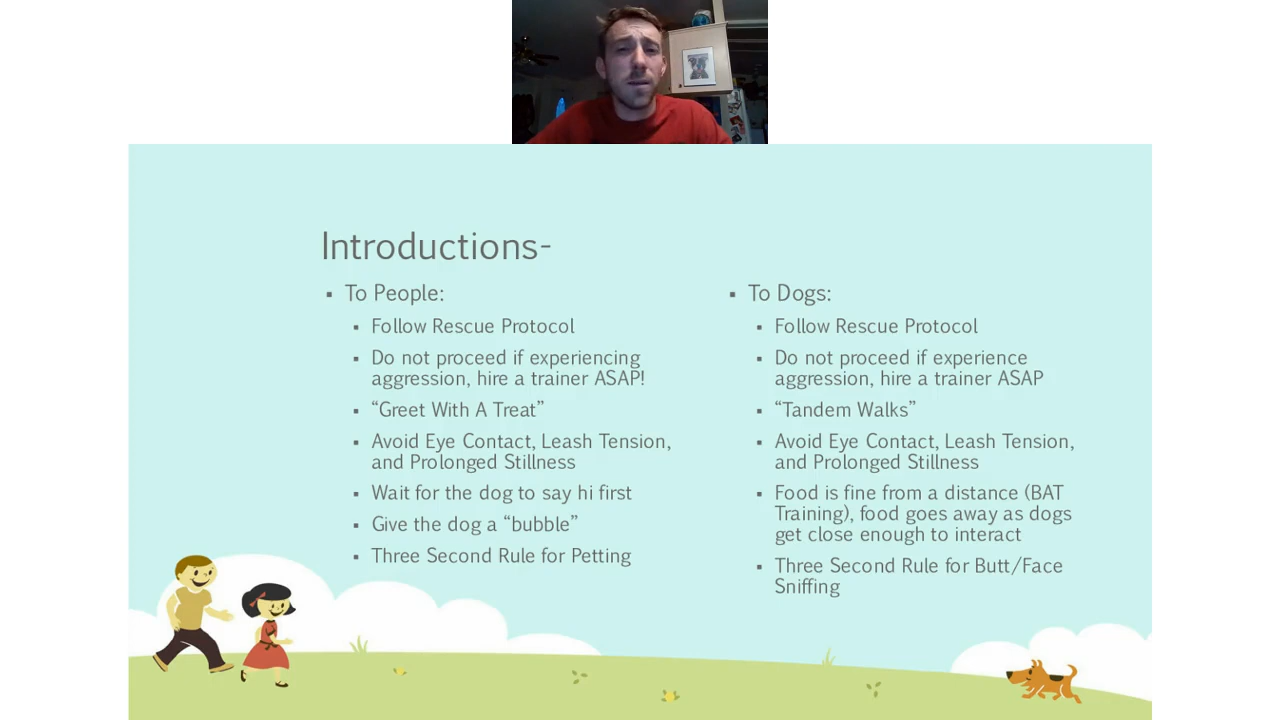 Introductions-
▪ To People:
▪ Follow Rescue Protocol
▪ Do not proceed if experiencing
aggression, hire a trainer ASAP!
▪ “Greet With A Treat”
▪ Avoid Eye Contact, Leash Tension,
and Prolonged Stillness
▪ Wait for the dog to say hi first
▪ Give the dog a “bubble”
▪ Three Second Rule for Petting
▪ To Dogs:
▪ Follow Rescue Protocol
▪ Do not proceed if experience
aggression, hire a trainer ASAP
▪ “Tandem Walks”
▪ Avoid Eye Contact, Leash Tension,
and Prolonged Stillness
▪ Food is fine from a distance (BAT
Training), food goes away as dogs
get close enough to interact
▪ Three Second Rule for Butt/Face
Sniffing